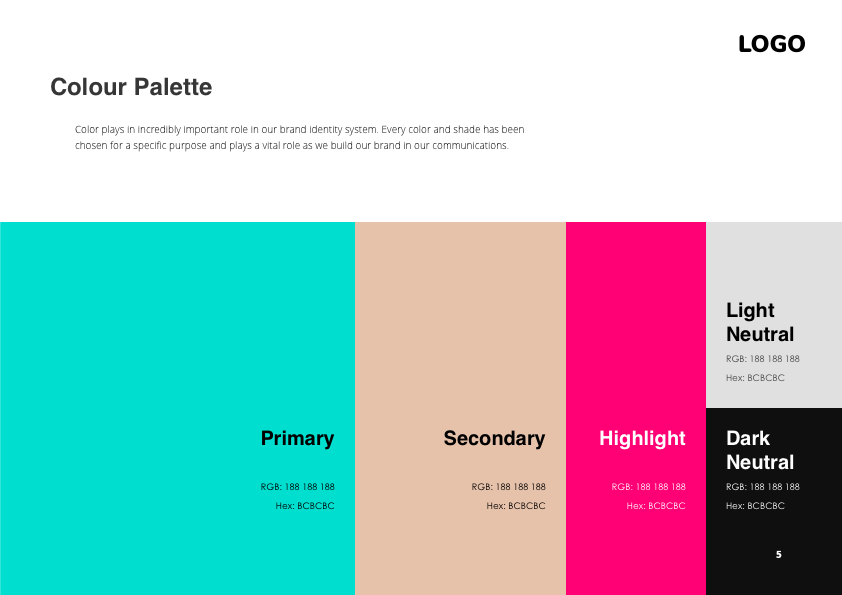 LOGO
Colour Palette
Color plays in incredibly important role in our brand identity system. Every color and shade has been
chosen for a specific purpose and plays a vital role as we build our brand in our communications.
Primary
RGB: 188 188 188
Hex: BCBCBC
Secondary
RGB: 188 188 188
Hex: BCBCBC
Highlight
RGB: 188 188 188
Hex: BCBCBC
Light
Neutral
RGB: 188 188 188
Hex: BCBCBC
Dark
Neutral
RGB: 188 188 188
Hex: BCBCBC
5